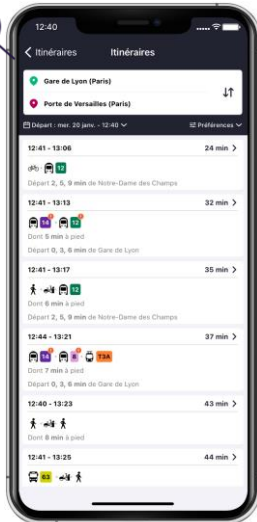 12:40
Itinéraires Itinéraires
Gare de Lyon (Paris)
Porte de Versailles (Paris)
Départ : mer. 20 janv. - 12:40 Préférences
12:41 - 13:06 24 min
12
Départ 2, 5, 9 min de Notre-Dame des Champs
12:41 - 13:13 32 min
14 12
Dont 5 min à pied
Départ 0, 3, 6 min de Gare de Lyon
12:41 - 13:17 35 min
12
Dont 6 min à pied
Départ 2, 5, 9 min de Notre-Dame des Champs
12:44 - 13:21 37 min
14 8 T3A
Dont 7 min à pied
Départ 0, 3, 6 min de Gare de Lyon
12:40 - 13:23 43 min
Dont 8 min à pied
12:41 - 13:25 44 min
63